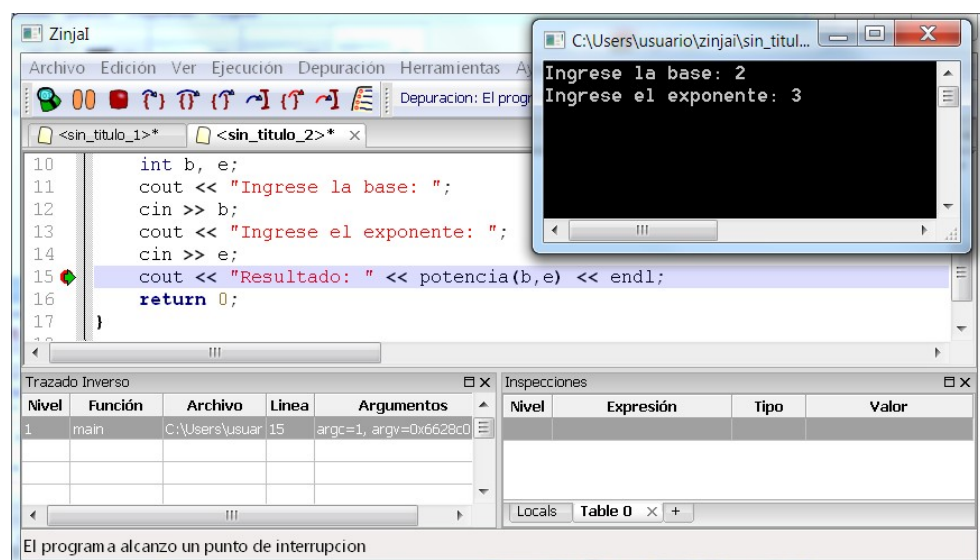 ZinjaI
Archivo Edición Ver Ejecución Depuración Herramientas
Depuracion: El progr
<sin_titulo_1>* <sin_titulo_2>*
10 int b, e;
11 cout << "Ingrese la base: ";
12 cin >> b;
13 cout << "Ingrese el exponente: ";
14 cin >> e;
15 cout << "Resultado: " << potencia(b,e) << endl;
16 return 0;
17 }
C:\Users\usuario\zinjai\sin_titul...
Ingrese la base: 2
Ingrese el exponente: 3
Trazado Inverso
Nivel Función Archivo Linea Argumentos
1 main C:\Users\usuar 15 argc=1, argv=0x6628c0
Inspecciones
Nivel Expresión Tipo Valor
Locals Table 0 +
El programa alcanzo un punto de interrupcion